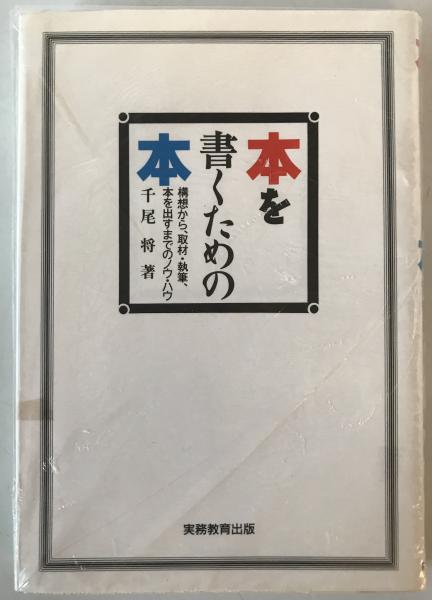 本を
書くための
本
構想から、取材・執筆、
本を出すまでのノウ・ハウ
千尾 将 著
実務教育出版